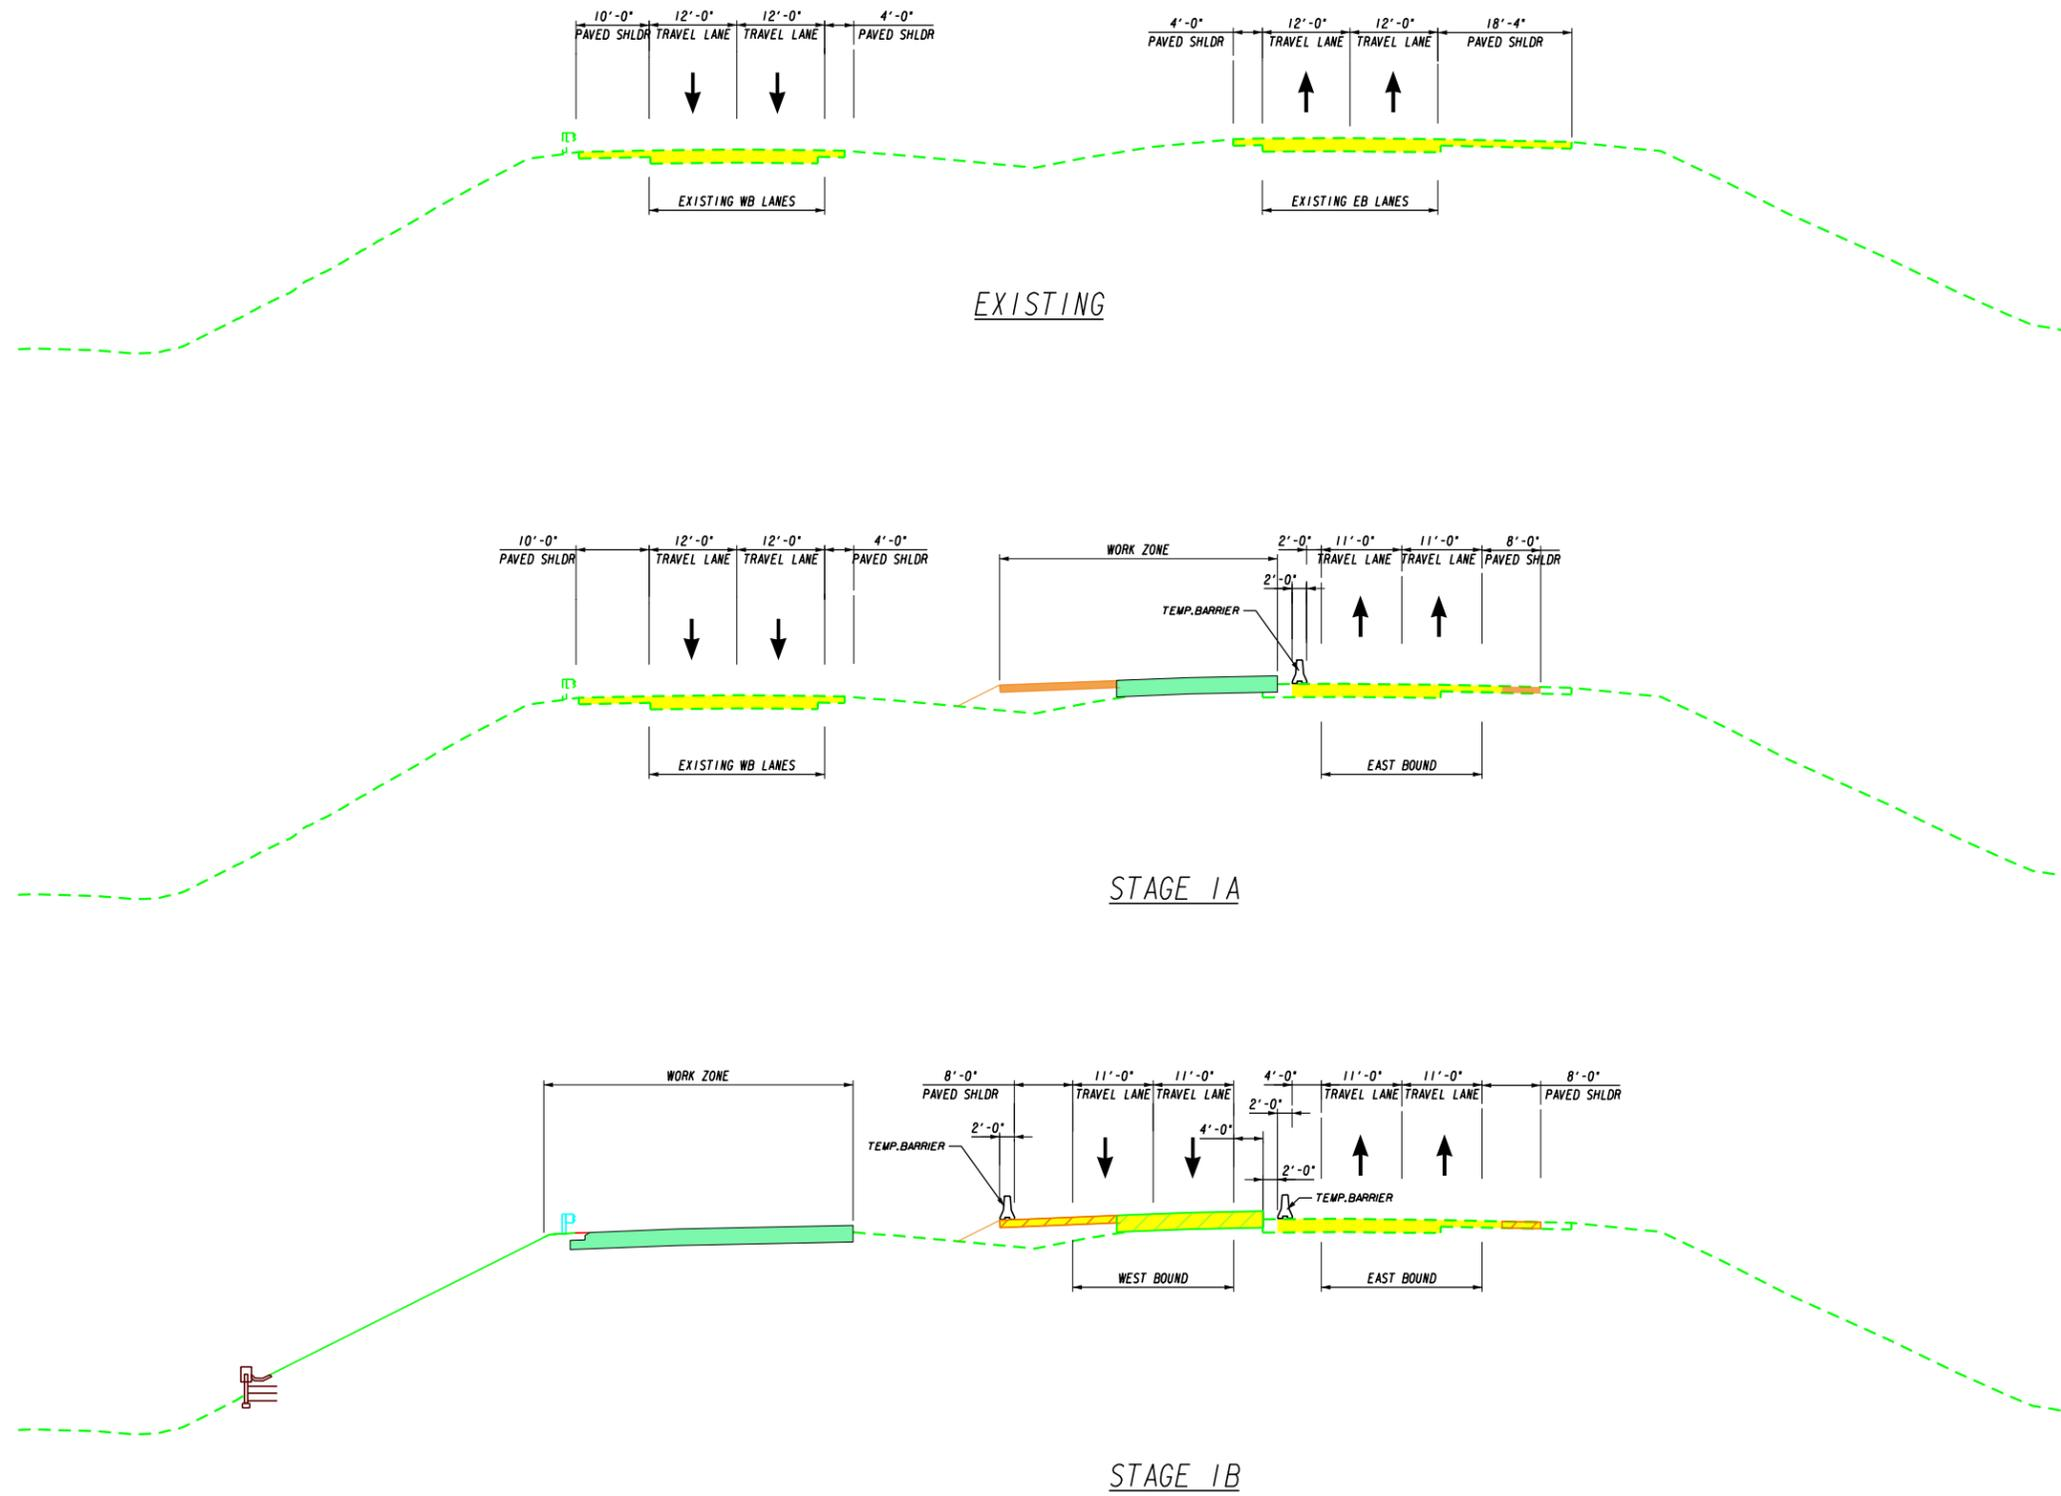 10'-0" 12'-0" 12'-0" 4'-0"
PAVED SHLDR TRAVEL LANE TRAVEL LANE PAVED SHLDR
4'-0" 12'-0" 12'-0" 18'-4"
PAVED SHLDR TRAVEL LANE TRAVEL LANE PAVED SHLDR
EXISTING WB LANES
EXISTING EB LANES
EXISTING
10'-0" 12'-0" 12'-0" 4'-0"
PAVED SHLDR TRAVEL LANE TRAVEL LANE PAVED SHLDR
WORK ZONE
2'-0" 11'-0" 11'-0" 8'-0"
TRAVEL LANE TRAVEL LANE PAVED SHLDR
2'-0"
TEMP.BARRIER
EXISTING WB LANES
EAST BOUND
STAGE 1A
WORK ZONE
8'-0" 11'-0" 11'-0" 4'-0" 11'-0" 11'-0" 8'-0"
PAVED SHLDR TRAVEL LANE TRAVEL LANE TRAVEL LANE TRAVEL LANE PAVED SHLDR
2'-0"
2'-0" 4'-0"
TEMP.BARRIER
2'-0"
TEMP.BARRIER
WEST BOUND
EAST BOUND
STAGE 1B